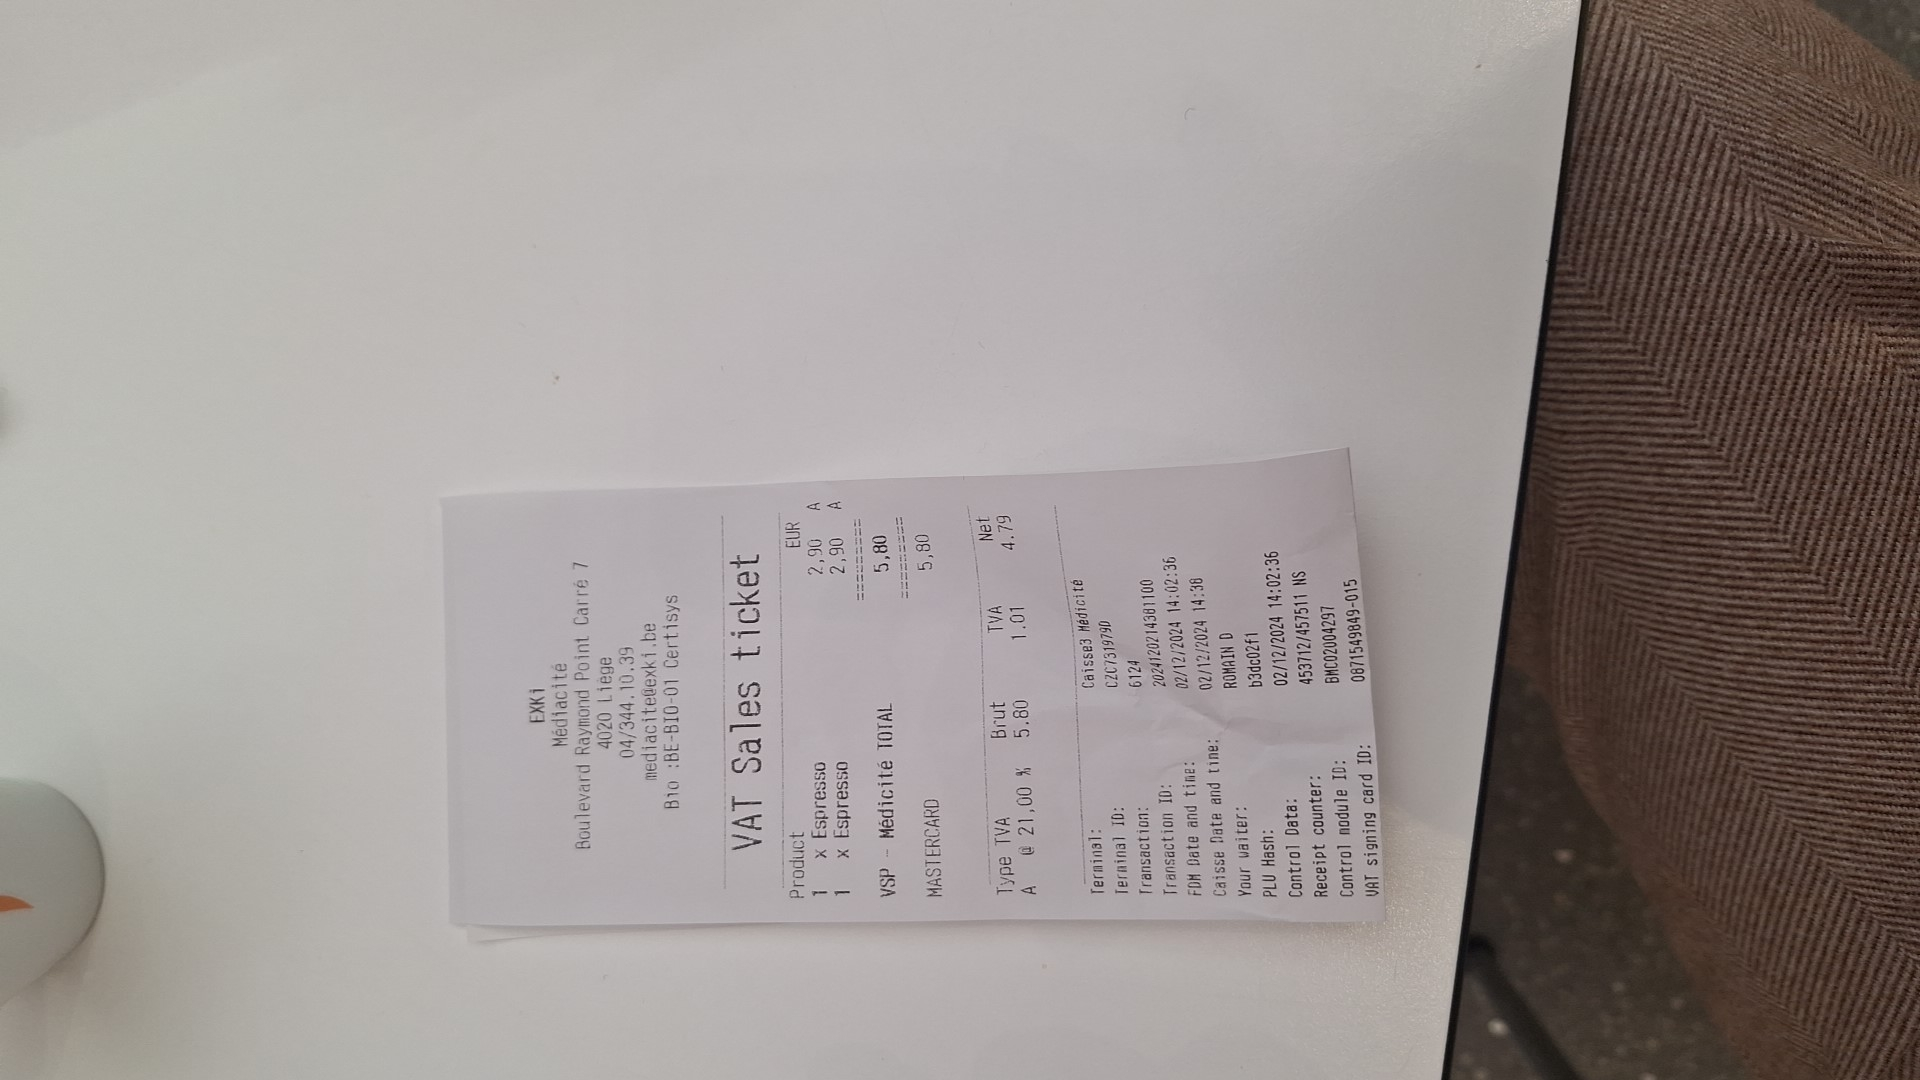 EXKi
Médiacité
Boulevard Raymond Point Carré 7
4020 Liège
04/344.10.39
mediacite@exki.be
Bio :BE-BIO-01 Certisys
VAT Sales ticket
Product EUR
1 x Espresso 2,90 A
1 x Espresso 2,90 A
=========
VSP - Médicité TOTAL 5,80
=========
MASTERCARD 5,80
Type TVA Brut TVA Net
A @ 21,00 % 5.80 1.01 4.79
Terminal: Caisse3 Médicité
Terminal ID: CZC731979D
Transaction: 6124
Transaction ID: 2024120214381100
FDM Date and time: 02/12/2024 14:02:36
Caisse Date and time: 02/12/2024 14:38
Your waiter: ROMAIN D
PLU Hash: b3dc02f1
Control Data: 02/12/2024 14:02:36
Receipt counter: 453712/457511 NS
Control module ID: BMC02004297
VAT signing card ID: 0871549849-015